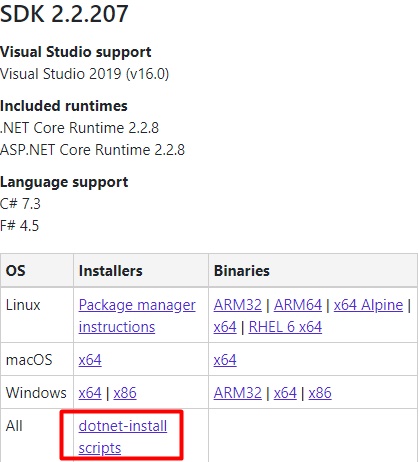 SDK 2.2.207
Visual Studio support
Visual Studio 2019 (v16.0)
Included runtimes
.NET Core Runtime 2.2.8
ASP.NET Core Runtime 2.2.8
Language support
C# 7.3
F# 4.5
OS Installers Binaries
Linux Package manager instructions ARM32 | ARM64 | x64 Alpine | x64 | RHEL 6 x64
macOS x64 x64
Windows x64 | x86 ARM32 | x64 | x86
All dotnet-install scripts